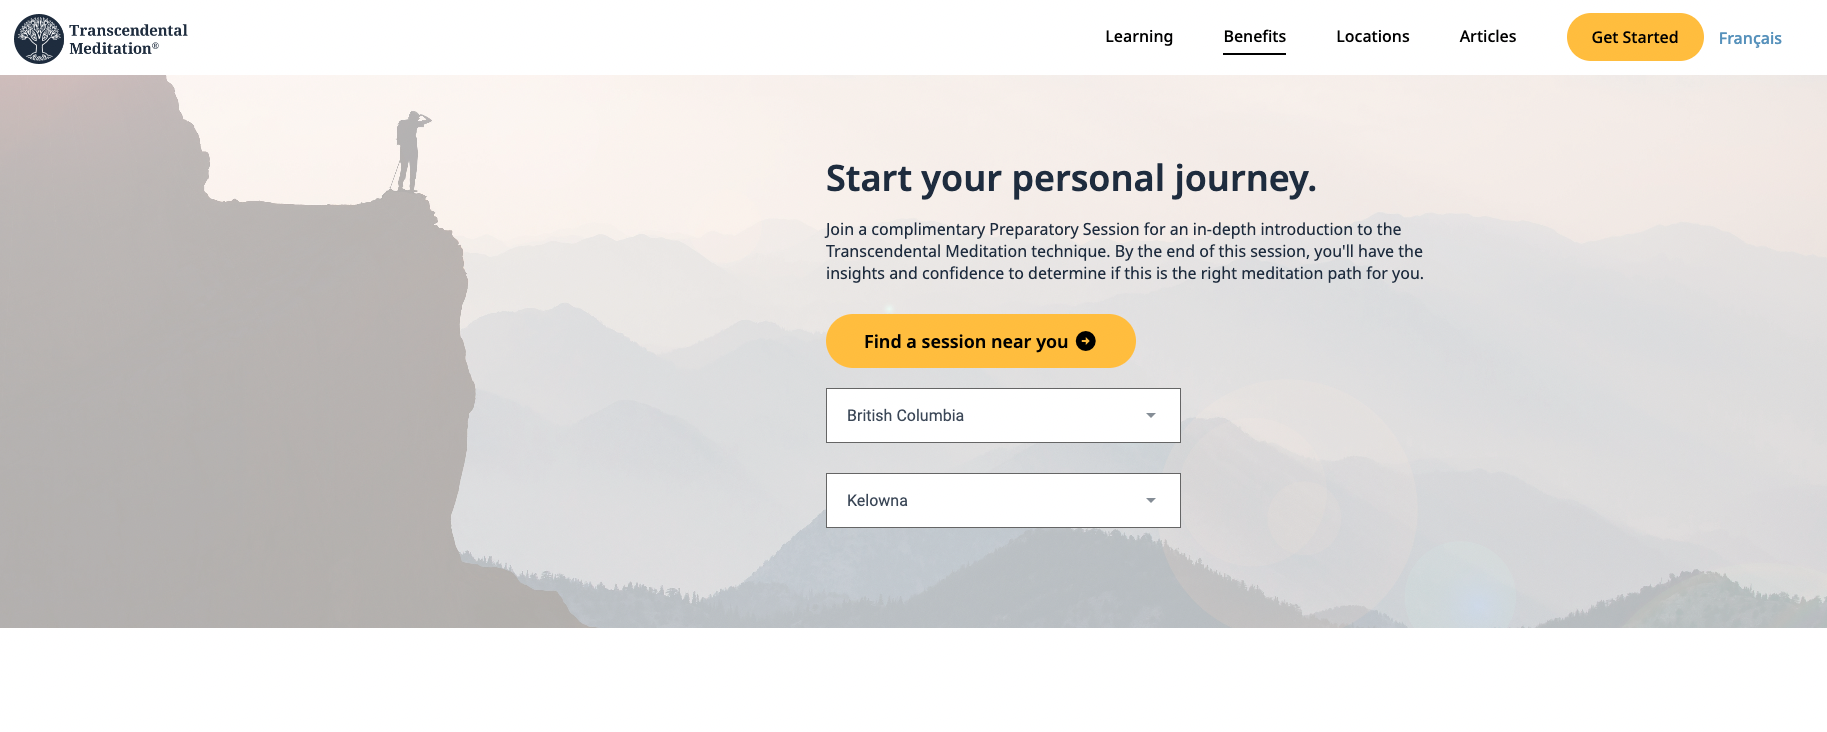 Transcendental
Meditation®
Learning
Benefits
Locations
Articles
Get Started
Français
Start your personal journey.
Join a complimentary Preparatory Session for an in-depth introduction to the
Transcendental Meditation technique. By the end of this session, you'll have the
insights and confidence to determine if this is the right meditation path for you.
Find a session near you
British Columbia
Kelowna